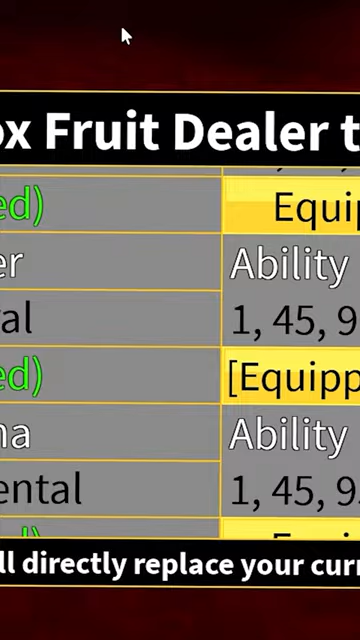 ox Fruit Dealer t
ed) Equip
er Ability
al 1, 45, 9
ed) [Equipp
na Ability
ental 1, 45, 9
ll directly replace your curr